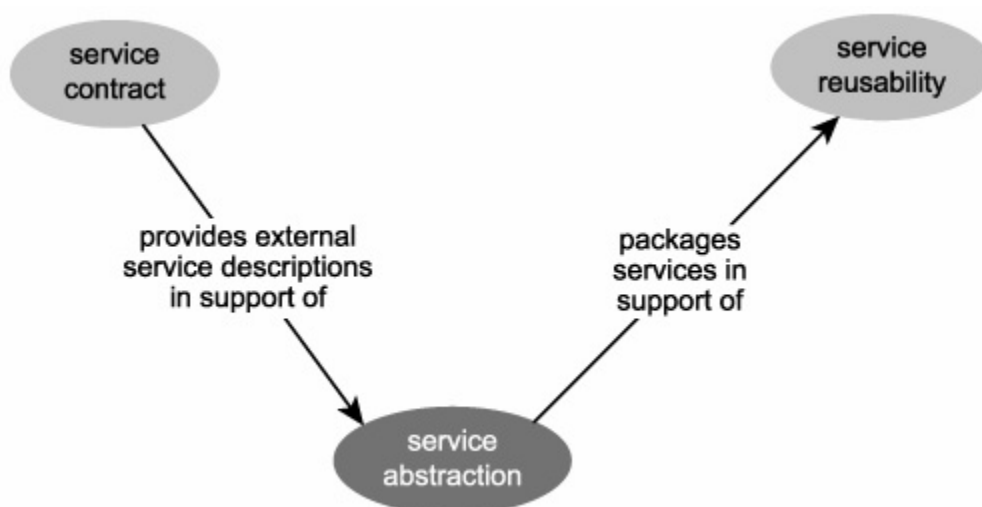 service
contract
service
reusability
provides external
service descriptions
in support of
packages
services in
support of
service
abstraction